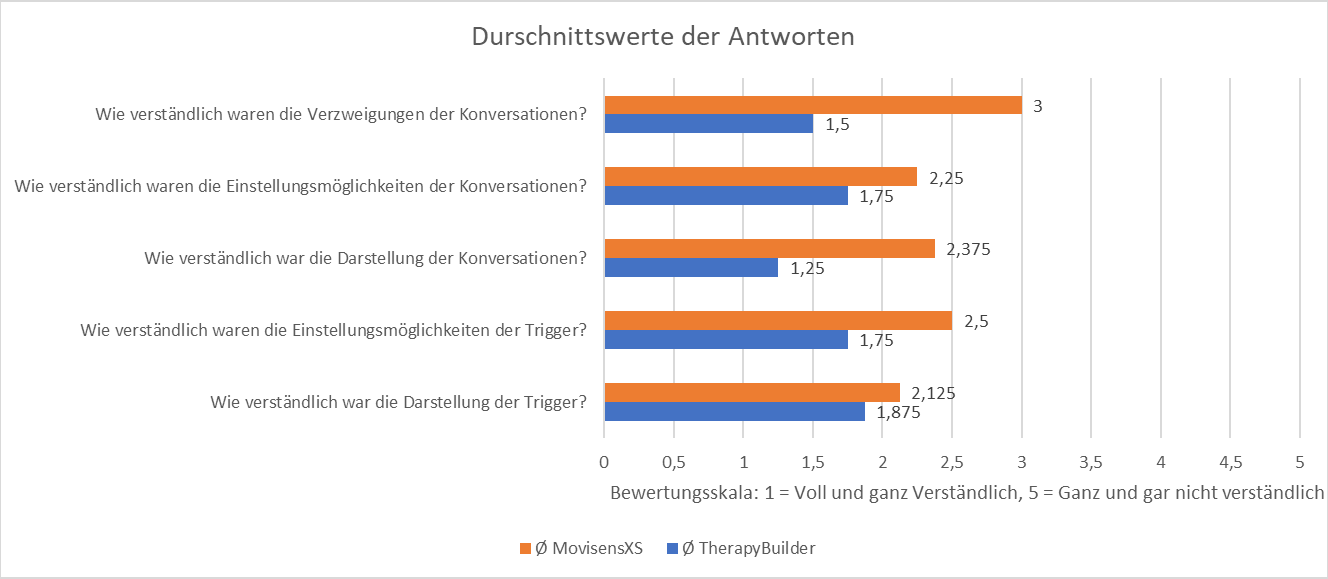 Durschnittswerte der Antworten
Wie verständlich waren die Verzweigungen der Konversationen?
3
1,5
Wie verständlich waren die Einstellungsmöglichkeiten der Konversationen?
2,25
1,75
Wie verständlich war die Darstellung der Konversationen?
2,375
1,25
Wie verständlich waren die Einstellungsmöglichkeiten der Trigger?
2,5
1,75
Wie verständlich war die Darstellung der Trigger?
2,125
1,875
0 0,5 1 1,5 2 2,5 3 3,5 4 4,5 5
Bewertungsskala: 1 = Voll und ganz Verständlich, 5 = Ganz und gar nicht verständlich
Ø MovisensXS Ø TherapyBuilder